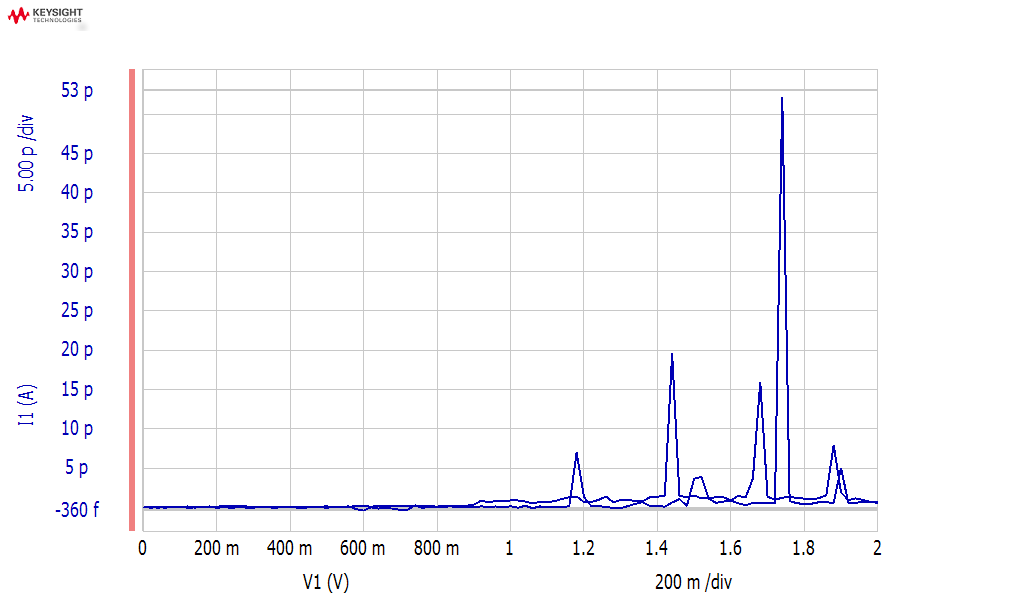 KEYSIGHT
TECHNOLOGIES
53 p
5.00 p /div
45 p
40 p
35 p
30 p
25 p
20 p
15 p
I1 (A)
10 p
5 p
-360 f
0 200 m 400 m 600 m 800 m 1 1.2 1.4 1.6 1.8 2
V1 (V) 200 m /div